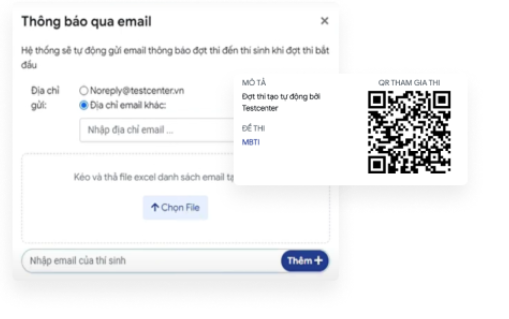 Thông báo qua email
×
Hệ thống sẽ tự động gửi email thông báo đợt thi đến thí sinh khi đợt thi bắt
đầu
Địa chỉ
gửi:
Noreply@testcenter.vn
Địa chỉ email khác:
Nhập địa chỉ email ...
MÔ TẢ
Đợt thi tạo tự động bởi
Testcenter
ĐỀ THI
MBTI
QR THAM GIA THI
Kéo và thả file excel danh sách email tạ
Chọn File
Nhập email của thí sinh
Thêm +